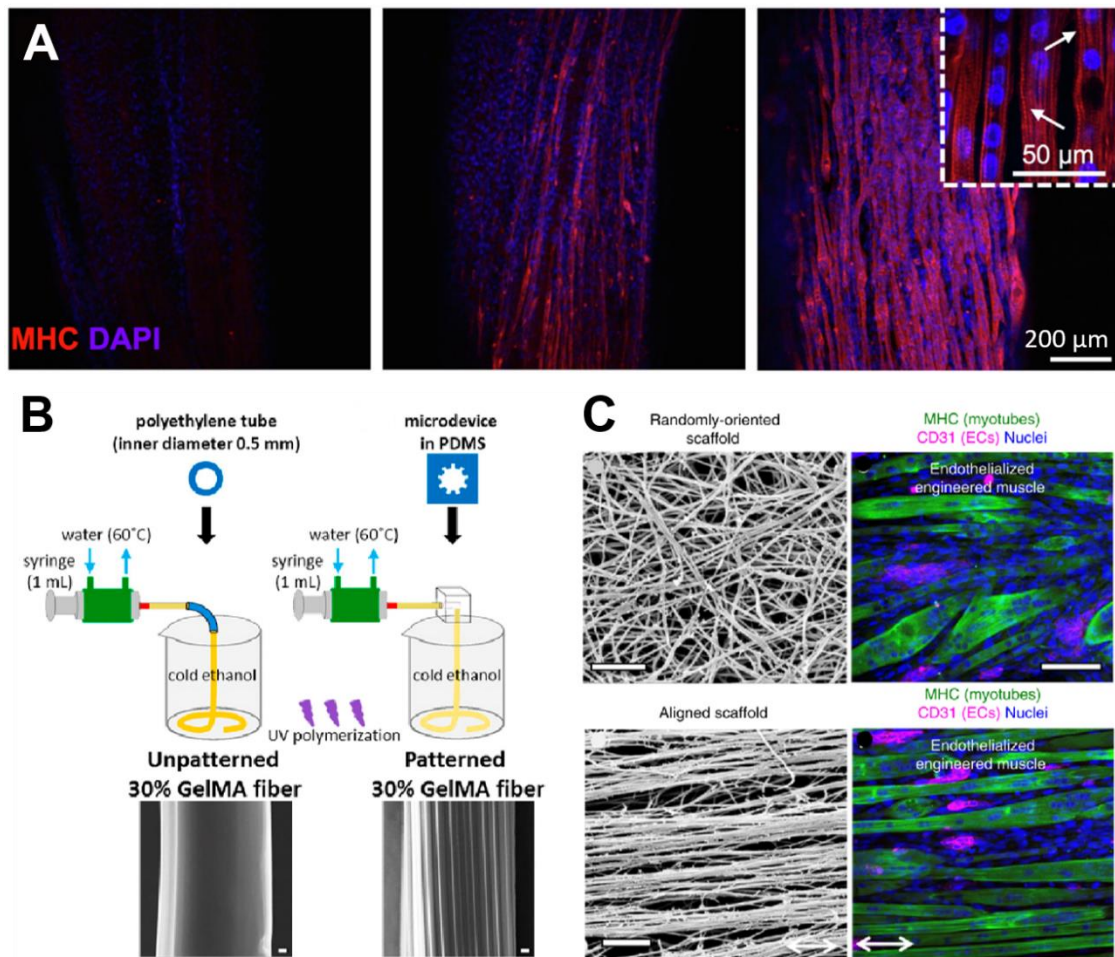 A
50 µm
MHC DAPI
200 µm
B
polyethylene tube
(inner diameter 0.5 mm)
microdevice
in PDMS
water (60˚C)
syringe
(1 mL)
water (60˚C)
syringe
(1 mL)
cold ethanol
cold ethanol
UV polymerization
Unpatterned
30% GelMA fiber
Patterned
30% GelMA fiber
C
Randomly-oriented
scaffold
MHC (myotubes)
CD31 (ECs) Nuclei
Endothelialized
engineered muscle
Aligned scaffold
MHC (myotubes)
CD31 (ECs) Nuclei
Endothelialized
engineered muscle